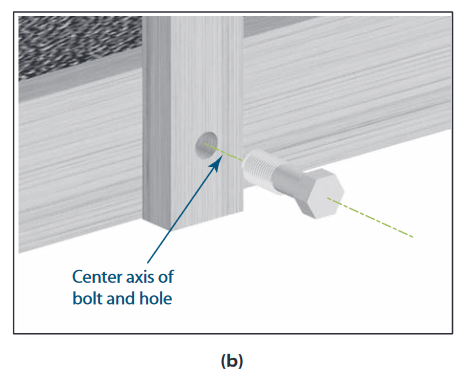 Center axis of
bolt and hole
(b)